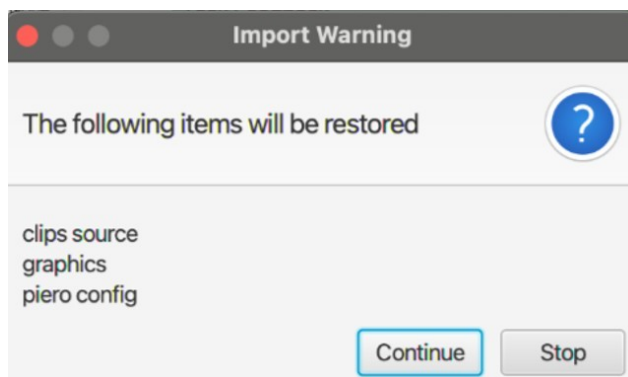 Import Warning
The following items will be restored
?
clips source
graphics
piero config
Continue Stop